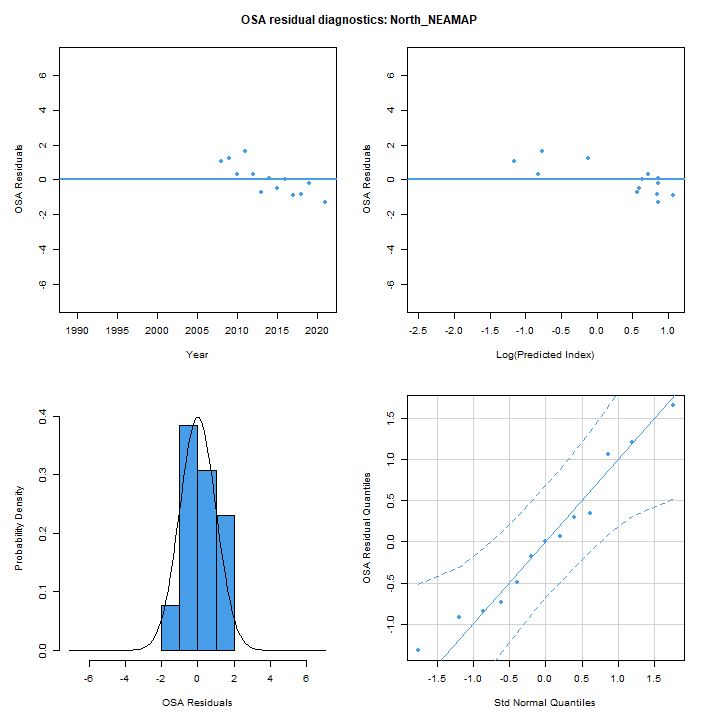 OSA residual diagnostics: North_NEAMAP
OSA Residuals
6
4
2
0
-2
-4
-6
1990 1995 2000 2005 2010 2015 2020
Year
OSA Residuals
6
4
2
0
-2
-4
-6
-2.5 -2.0 -1.5 -1.0 -0.5 0.0 0.5 1.0
Log(Predicted Index)
Probability Density
0.4
0.3
0.2
0.1
0.0
-6 -4 -2 0 2 4 6
OSA Residuals
OSA Residual Quantiles
1.5
1.0
0.5
0.0
-0.5
-1.0
-1.5 -1.0 -0.5 0.0 0.5 1.0 1.5
Std Normal Quantiles